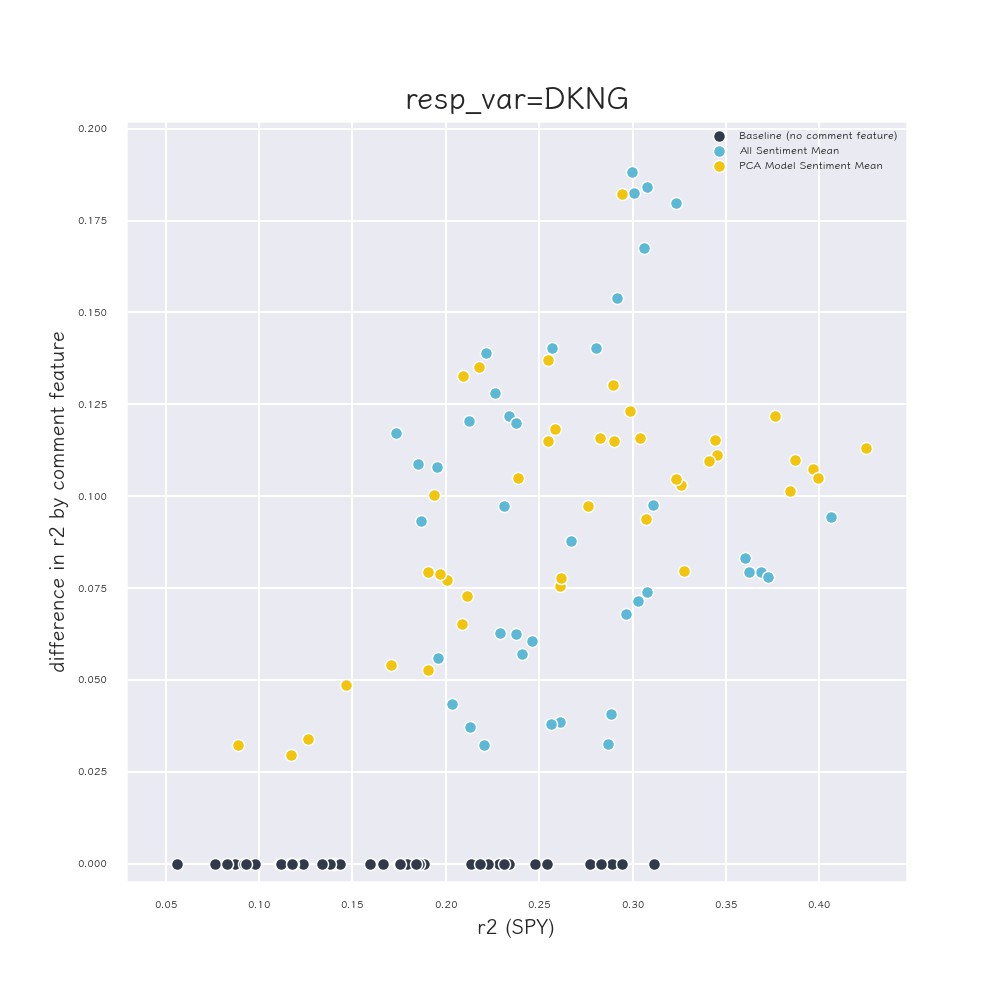 resp_var=DKNG
Baseline (no comment feature)
All Sentiment Mean
PCA Model Sentiment Mean
difference in r2 by comment feature
0.200
0.175
0.150
0.125
0.100
0.075
0.050
0.025
0.000
0.05 0.10 0.15 0.20 0.25 0.30 0.35 0.40
r2 (SPY)